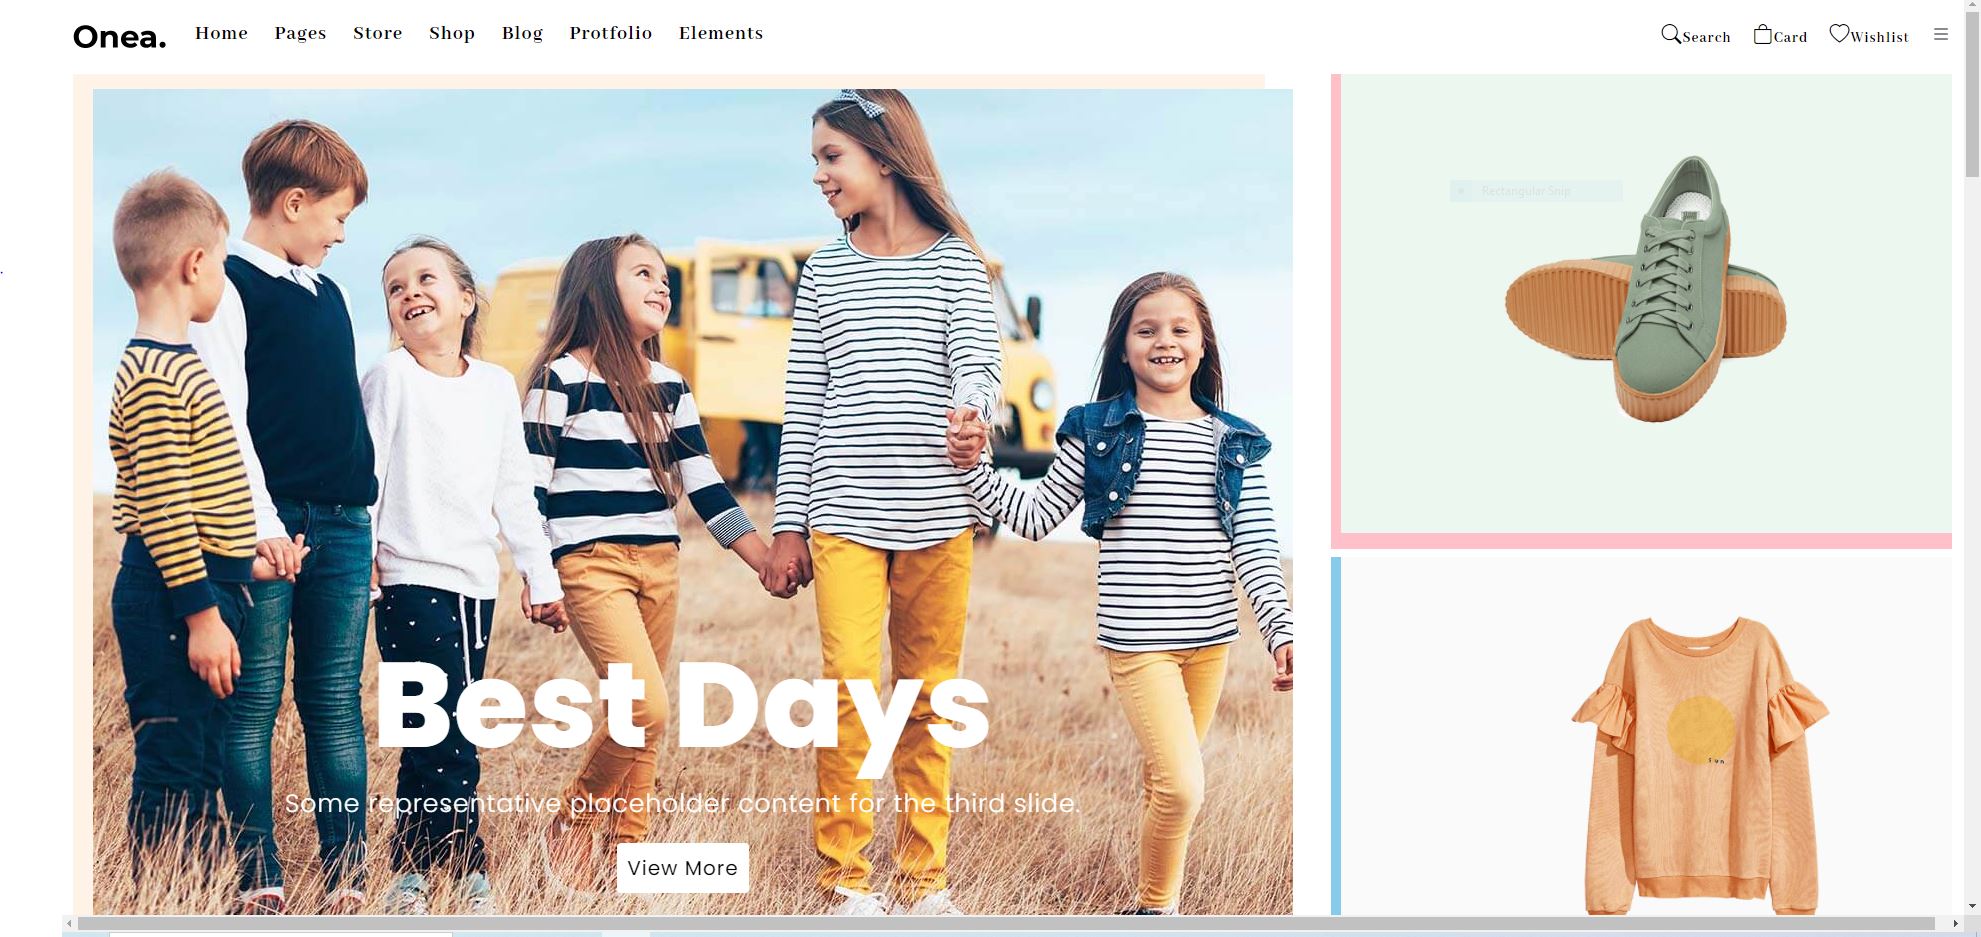 Onea. Home Pages Store Shop Blog Protfolio Elements Search Card Wishlist
Rectangular Snip
sun
Best Days
Some representative placeholder content for the third slide.
View More